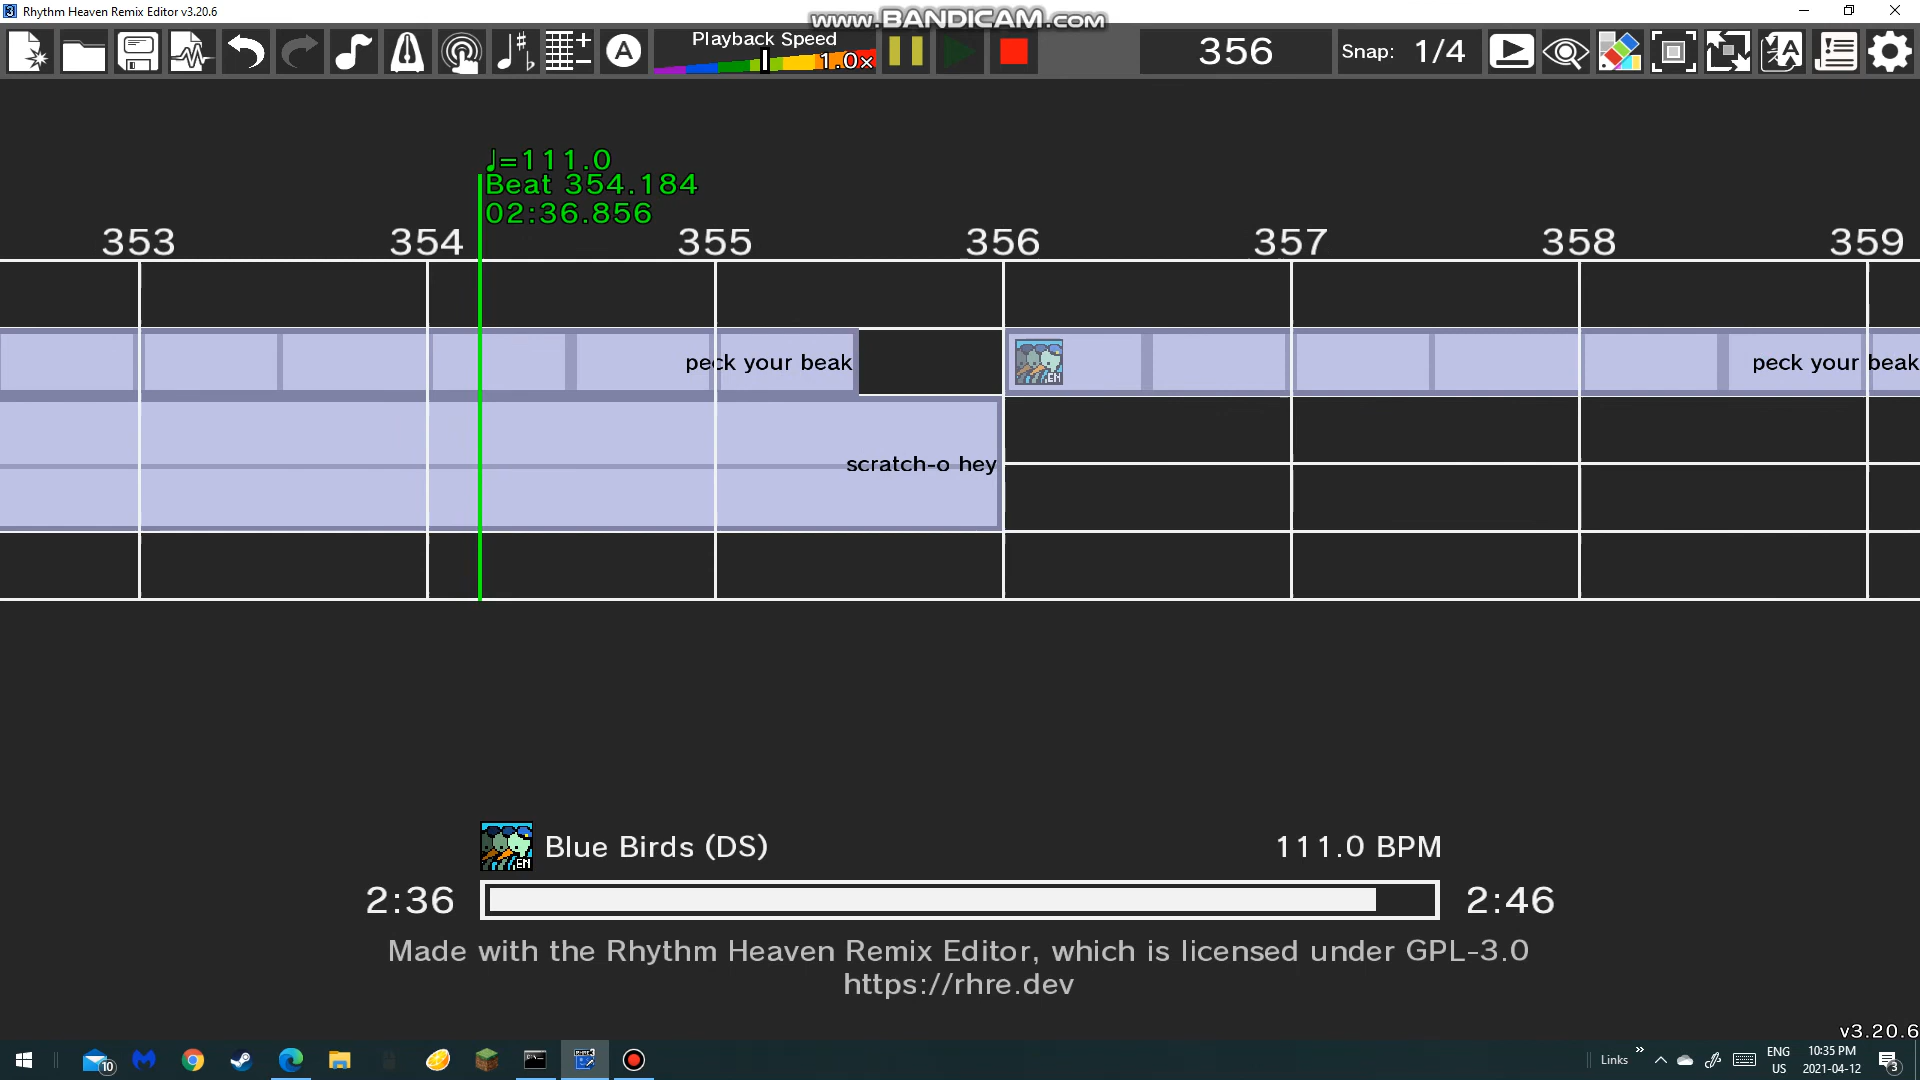 Rhythm Heaven Remix Editor v3.20.6
www.BANDICAM.com
Playback Speed
1.0x
356
Snap: 1/4
A
A
♩=111.0
Beat 354.184
02:36.856
353 354 355 356 357 358 359
peck your beak
EN
peck your beak
scratch-o hey
EN
Blue Birds (DS)
111.0 BPM
2:36
2:46
Made with the Rhythm Heaven Remix Editor, which is licensed under GPL-3.0
https://rhre.dev
v3.20.6
10
Links
ENG
US
10:35 PM
2021-04-12
3